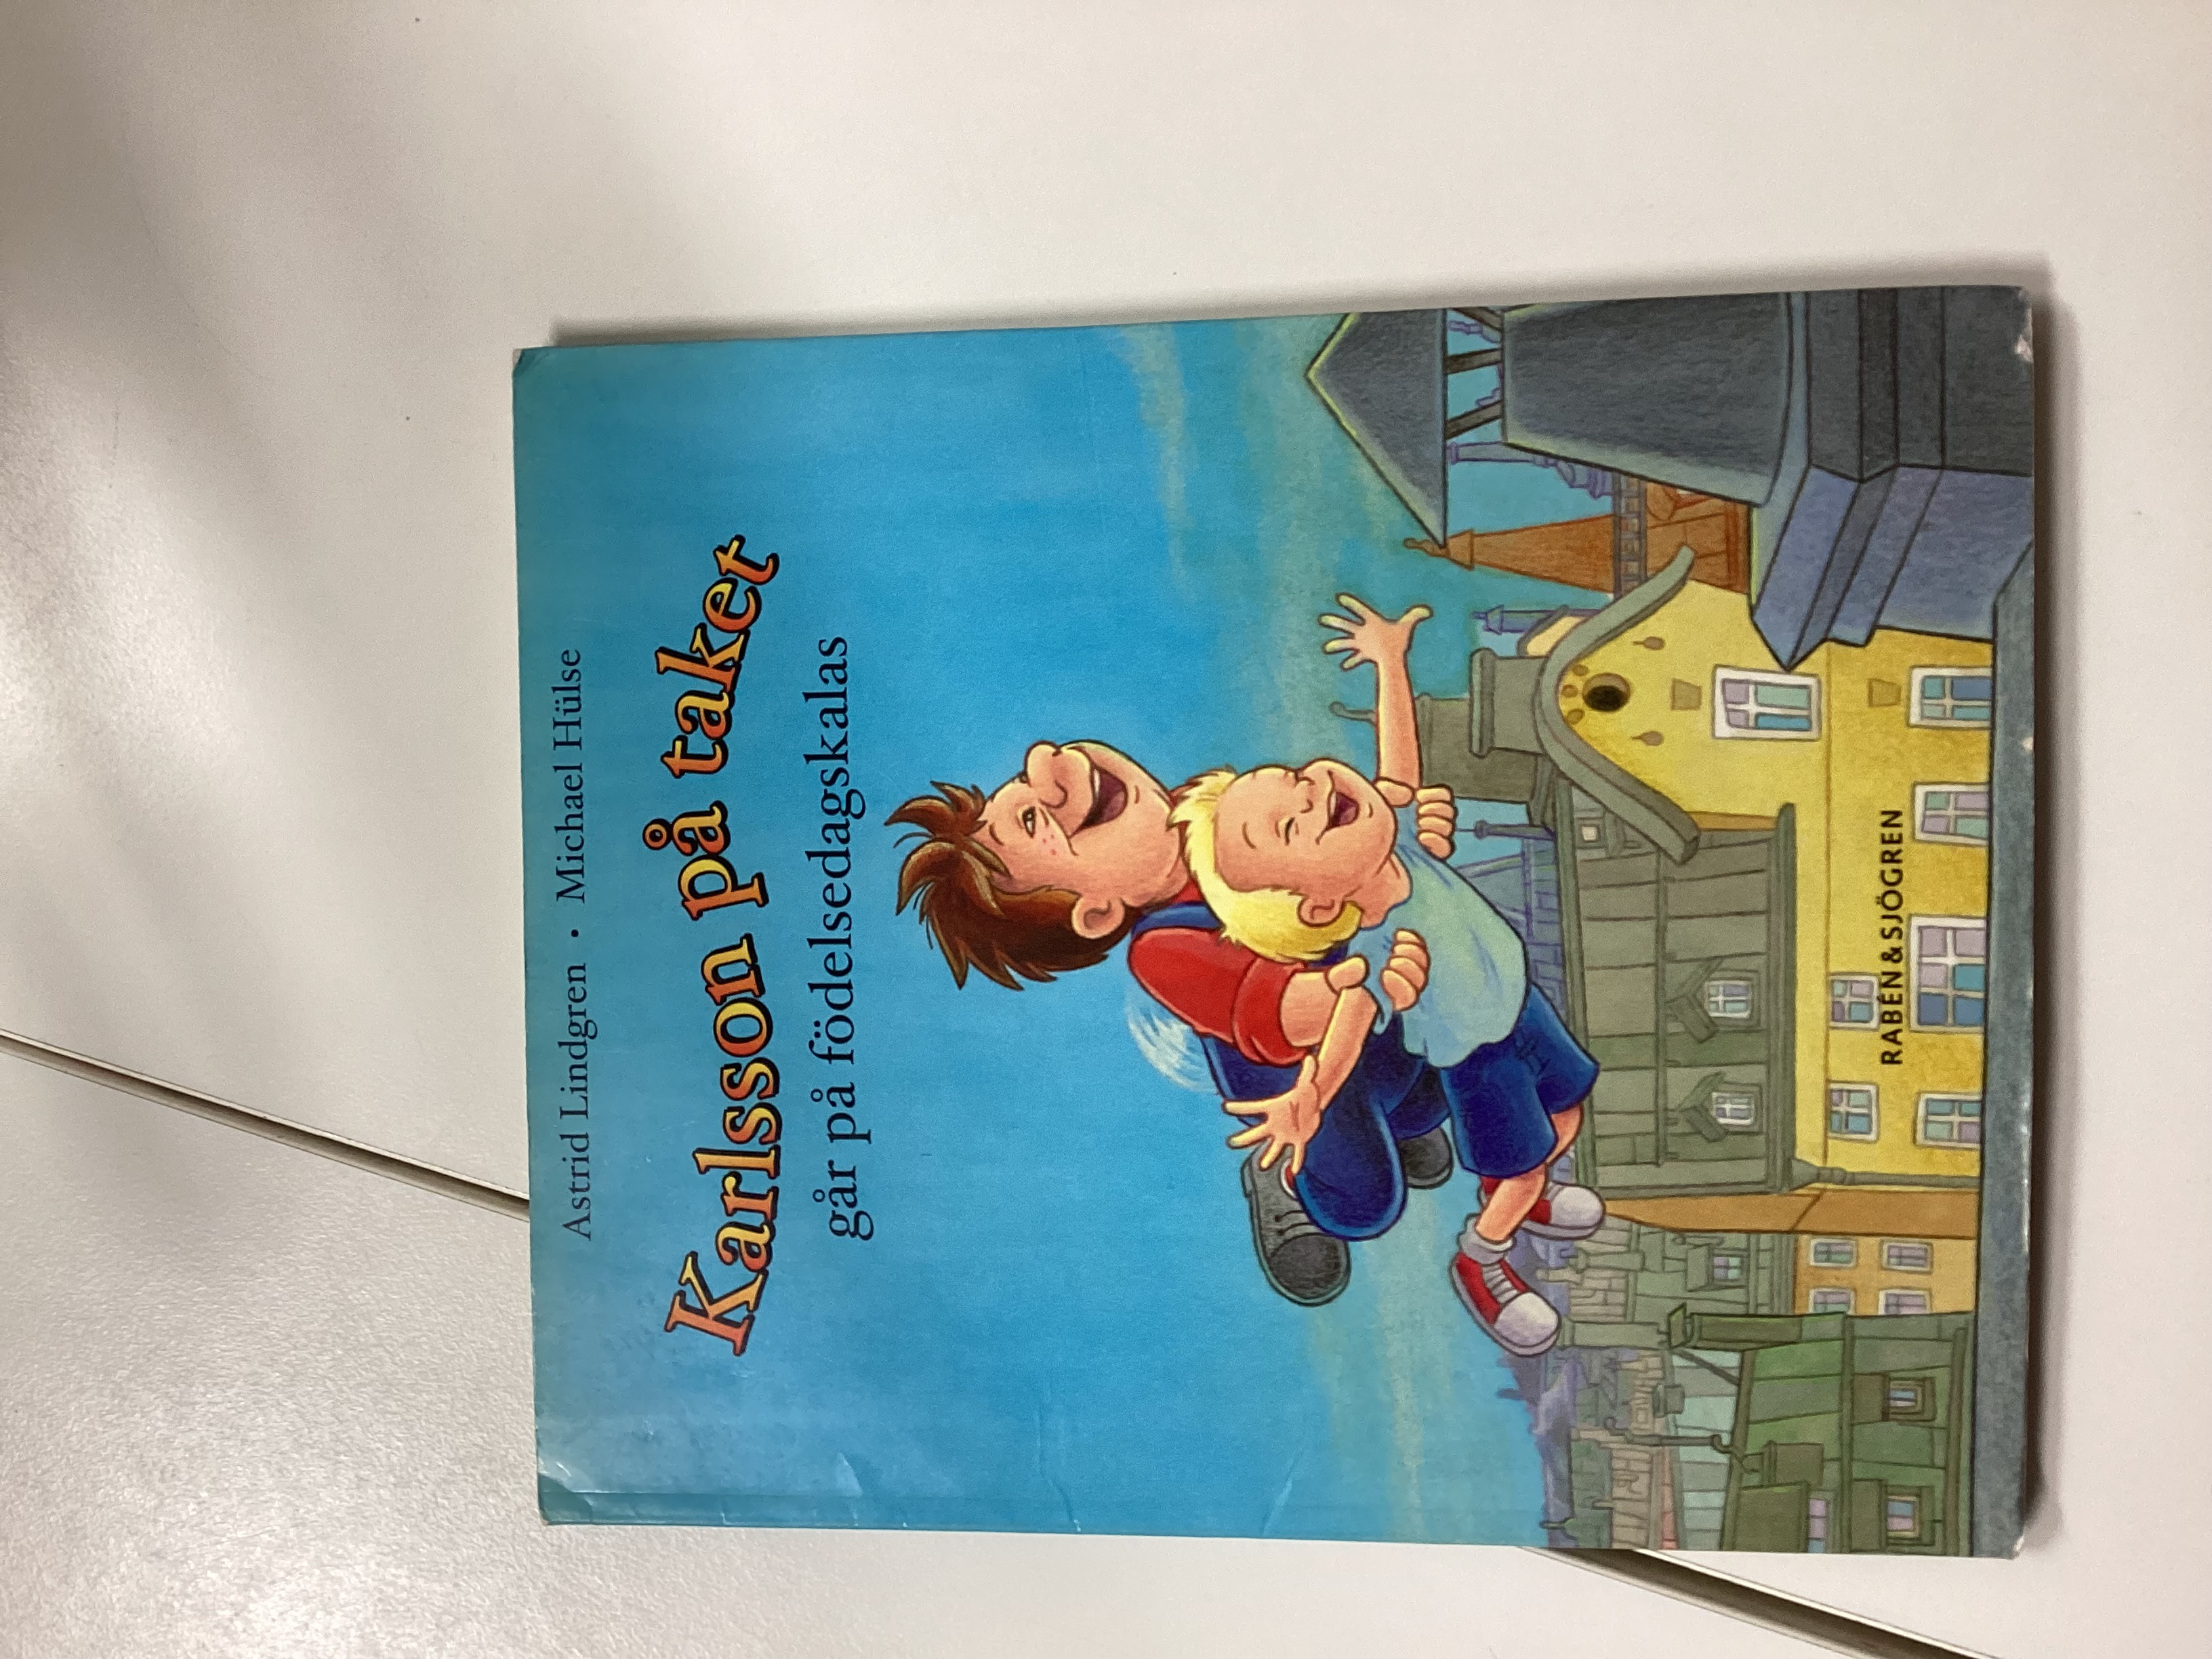 Astrid Lindgren • Michael Hülse
Karlsson på taket
går på födelsedagskalas
RABÉN & SJÖGREN